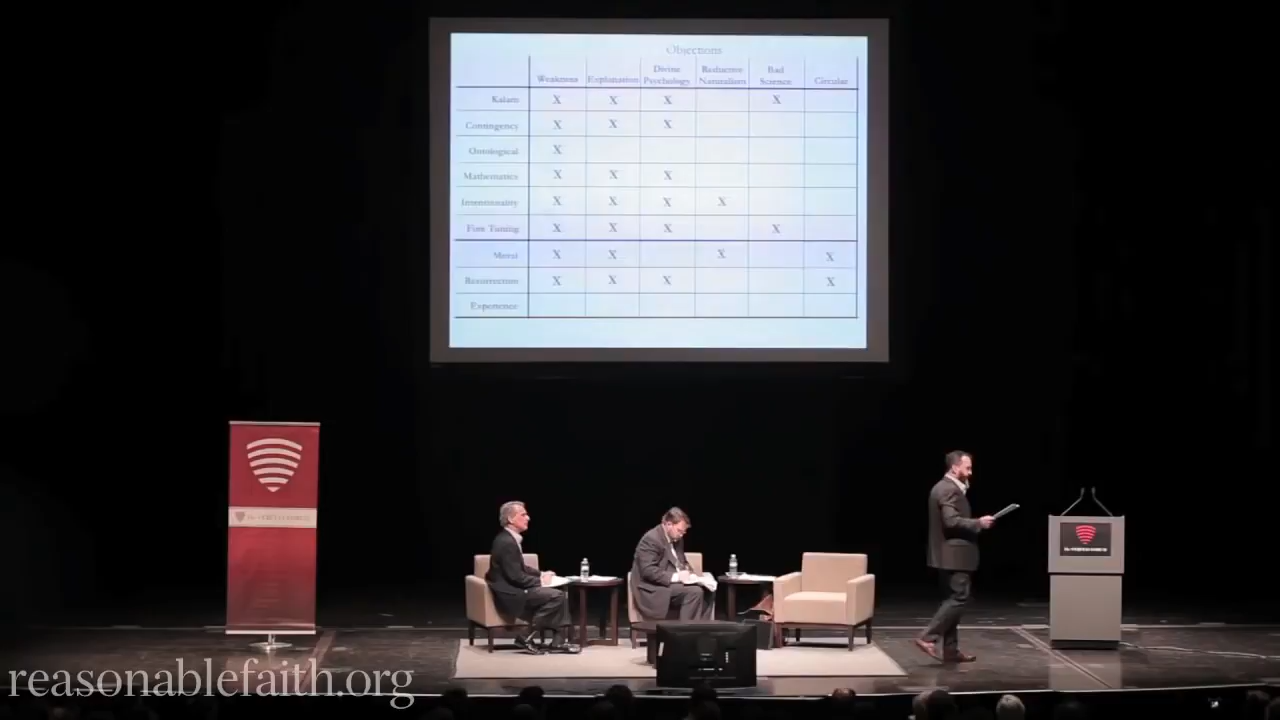 Objections
Weakness Explanation Divine Psychology Reductive Naturalism Bad Science Circular
Kalam X X X X
Contingency X X X
Ontological X
Mathematics X X X
Intentionality X X X X
Fine Tuning X X X X
Moral X X X X
Resurrection X X X X
Experience
reasonablefaith.org